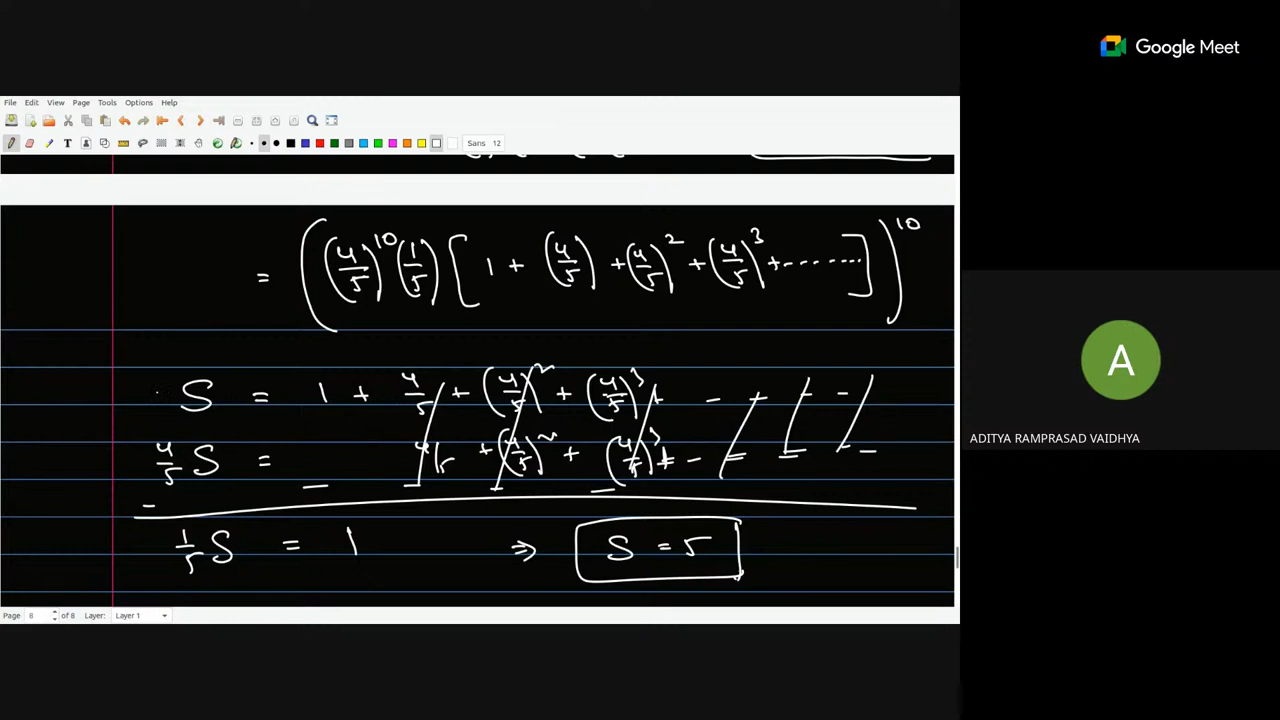 Google Meet
File Edit View Page Tools Options Help
Sans 12
= ((4/5)^10 (1/5) [1 + (4/5) + (4/5)^2 + (4/5)^3 + ........])^10
S = 1 + 4/5 + (4/5)^2 + (4/5)^3 + - + - -
4/5 S = 4/5 + (4/5)^2 + (4/5)^3 + - = = -
1/5 S = 1 ⇒ S = 5
ADITYA RAMPRASAD VAIDHYA
A
Page 8 of 8 Layer: Layer 1